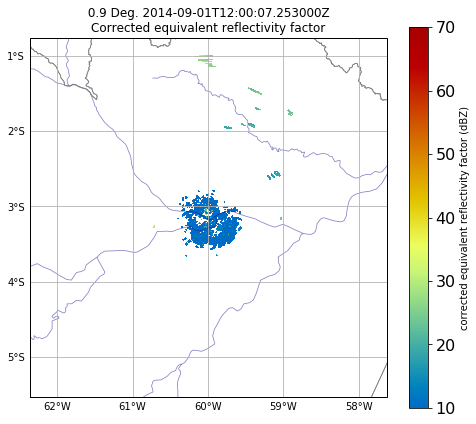 0.9 Deg. 2014-09-01T12:00:07.253000Z
Corrected equivalent reflectivity factor
1°S
2°S
3°S
4°S
5°S
62°W
61°W
60°W
59°W
58°W
70
60
50
40
30
20
10
corrected equivalent reflectivity factor (dBZ)